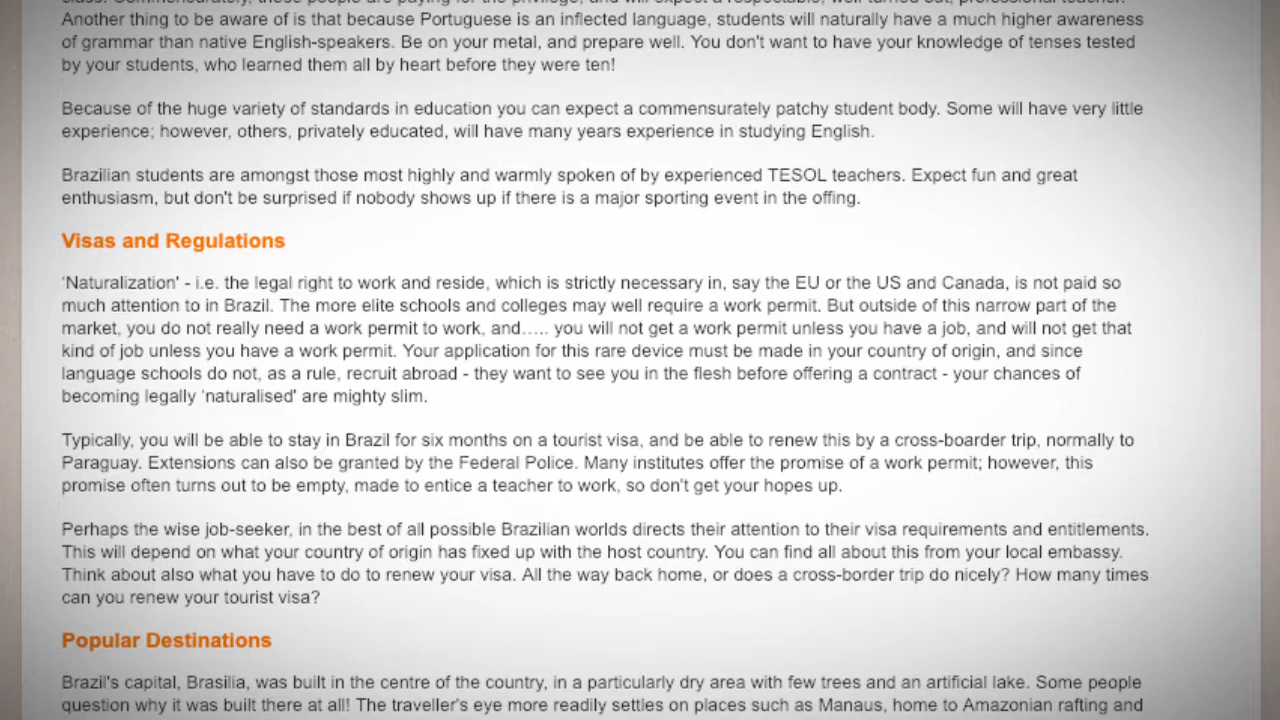 Another thing to be aware of is that because Portuguese is an inflected language, students will naturally have a much higher awareness
of grammar than native English-speakers. Be on your metal, and prepare well. You don't want to have your knowledge of tenses tested
by your students, who learned them all by heart before they were ten!
Because of the huge variety of standards in education you can expect a commensurately patchy student body. Some will have very little
experience; however, others, privately educated, will have many years experience in studying English.
Brazilian students are amongst those most highly and warmly spoken of by experienced TESOL teachers. Expect fun and great
enthusiasm, but don't be surprised if nobody shows up if there is a major sporting event in the offing.
Visas and Regulations
'Naturalization' - i.e. the legal right to work and reside, which is strictly necessary in, say the EU or the US and Canada, is not paid so
much attention to in Brazil. The more elite schools and colleges may well require a work permit. But outside of this narrow part of the
market, you do not really need a work permit to work, and..... you will not get a work permit unless you have a job, and will not get that
kind of job unless you have a work permit. Your application for this rare device must be made in your country of origin, and since
language schools do not, as a rule, recruit abroad - they want to see you in the flesh before offering a contract - your chances of
becoming legally 'naturalised' are mighty slim.
Typically, you will be able to stay in Brazil for six months on a tourist visa, and be able to renew this by a cross-boarder trip, normally to
Paraguay. Extensions can also be granted by the Federal Police. Many institutes offer the promise of a work permit; however, this
promise often turns out to be empty, made to entice a teacher to work, so don't get your hopes up.
Perhaps the wise job-seeker, in the best of all possible Brazilian worlds directs their attention to their visa requirements and entitlements.
This will depend on what your country of origin has fixed up with the host country. You can find all about this from your local embassy.
Think about also what you have to do to renew your visa. All the way back home, or does a cross-border trip do nicely? How many times
can you renew your tourist visa?
Popular Destinations
Brazil's capital, Brasilia, was built in the centre of the country, in a particularly dry area with few trees and an artificial lake. Some people
question why it was built there at all! The traveller's eye more readily settles on places such as Manaus, home to Amazonian rafting and